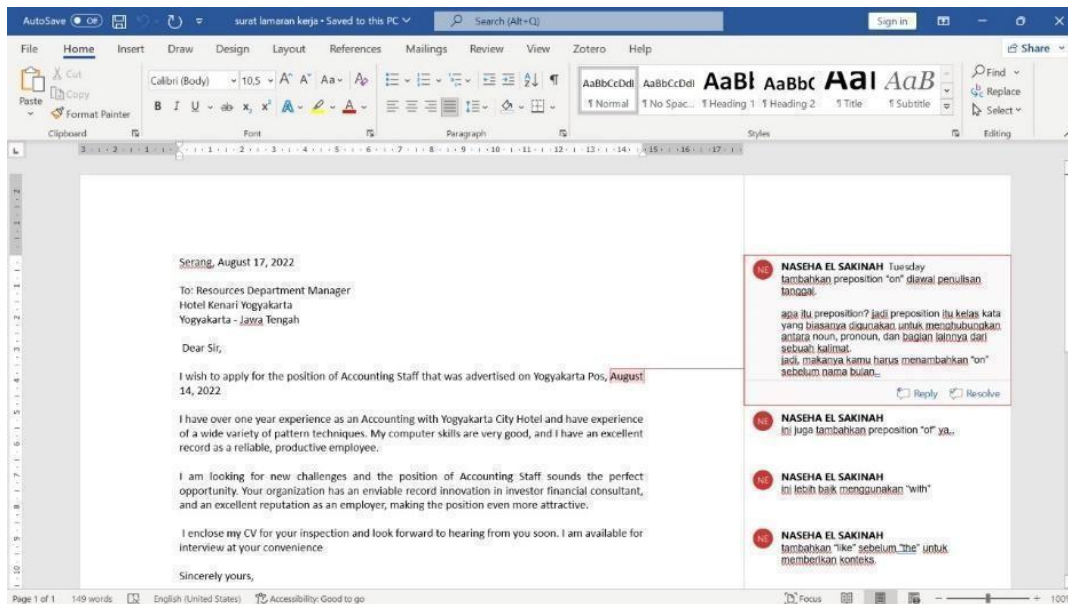 AutoSave Off surat lamaran kerja • Saved to this PC Search (Alt+Q) Sign in
File Home Insert Draw Design Layout References Mailings Review View Zotero Help Share
Paste Cut Copy Format Painter
Calibri (Body) 10,5
AaBbCcDdI AaBbCcDdI AaBb AaBbC AaI AaB
¶ Normal ¶ No Spac... Heading 1 ¶ Heading 2 ¶ Title ¶ Subtitle
Find
Replace
Select
Clipboard Font Paragraph Styles Editing
Serang, August 17, 2022
To: Resources Department Manager
Hotel Kenari Yogyakarta
Yogyakarta - Jawa Tengah
Dear Sir,
I wish to apply for the position of Accounting Staff that was advertised on Yogyakarta Pos, August
14, 2022
I have over one year experience as an Accounting with Yogyakarta City Hotel and have experience
of a wide variety of pattern techniques. My computer skills are very good, and I have an excellent
record as a reliable, productive employee.
I am looking for new challenges and the position of Accounting Staff sounds the perfect
opportunity. Your organization has an enviable record innovation in investor financial consultant,
and an excellent reputation as an employer, making the position even more attractive.
I enclose my CV for your inspection and look forward to hearing from you soon. I am available for
interview at your convenience
Sincerely yours,
NE NASEHA EL SAKINAH Tuesday
tambahkan preposition "on" diawal penulisan
tanggal.
apa itu preposition? jadi preposition itu kelas kata
yang biasanya digunakan untuk menghubungkan
antara noun, pronoun, dan bagian lainnya dari
sebuah kalimat.
jadi, makanya kamu harus menambahkan "on"
sebelum nama bulan..
Reply Resolve
NE NASEHA EL SAKINAH
ini juga tambahkan preposition "of" ya..
NE NASEHA EL SAKINAH
ini lebih baik menggunakan "with"
NE NASEHA EL SAKINAH
tambahkan "like" sebelum "the" untuk
memberikan konteks.
Page 1 of 1 149 words English (United States) Accessibility: Good to go Focus 100%